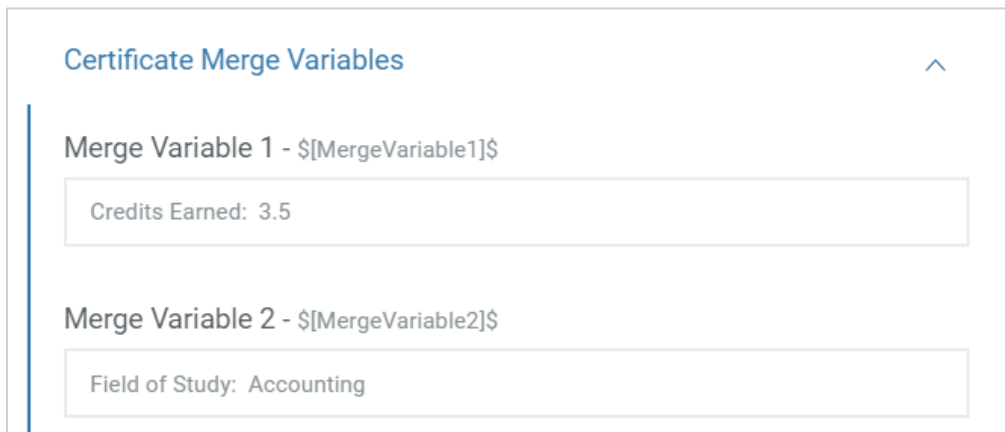 Certificate Merge Variables
Merge Variable 1 - $[MergeVariable1]$
Credits Earned:  3.5
Merge Variable 2 - $[MergeVariable2]$
Field of Study:  Accounting